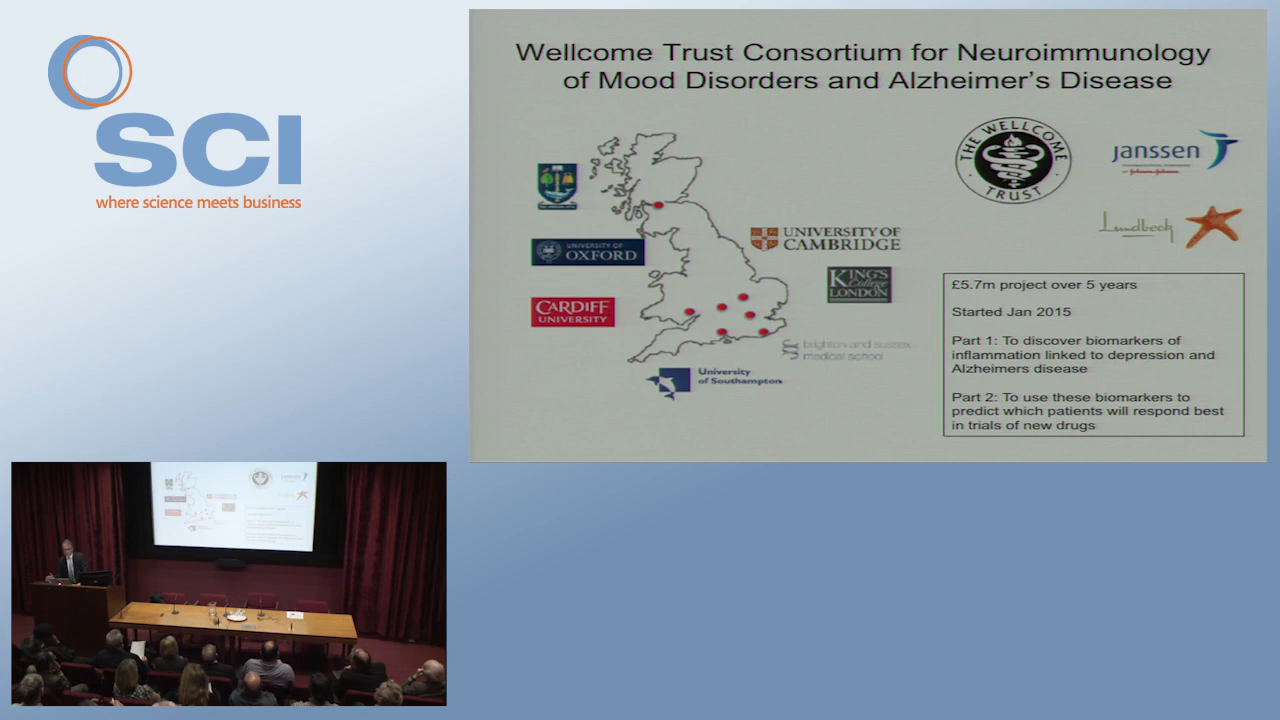 SCI
where science meets business
Wellcome Trust Consortium for Neuroimmunology
of Mood Disorders and Alzheimer's Disease
THE WELLCOME TRUST
janssen
Lundbeck
UNIVERSITY OF
OXFORD
UNIVERSITY OF
CAMBRIDGE
KING'S
College
LONDON
CARDIFF
UNIVERSITY
brighton and sussex
medical school
University
of Southampton
£5.7m project over 5 years
Started Jan 2015
Part 1: To discover biomarkers of
inflammation linked to depression and
Alzheimers disease
Part 2: To use these biomarkers to
predict which patients will respond best
in trials of new drugs